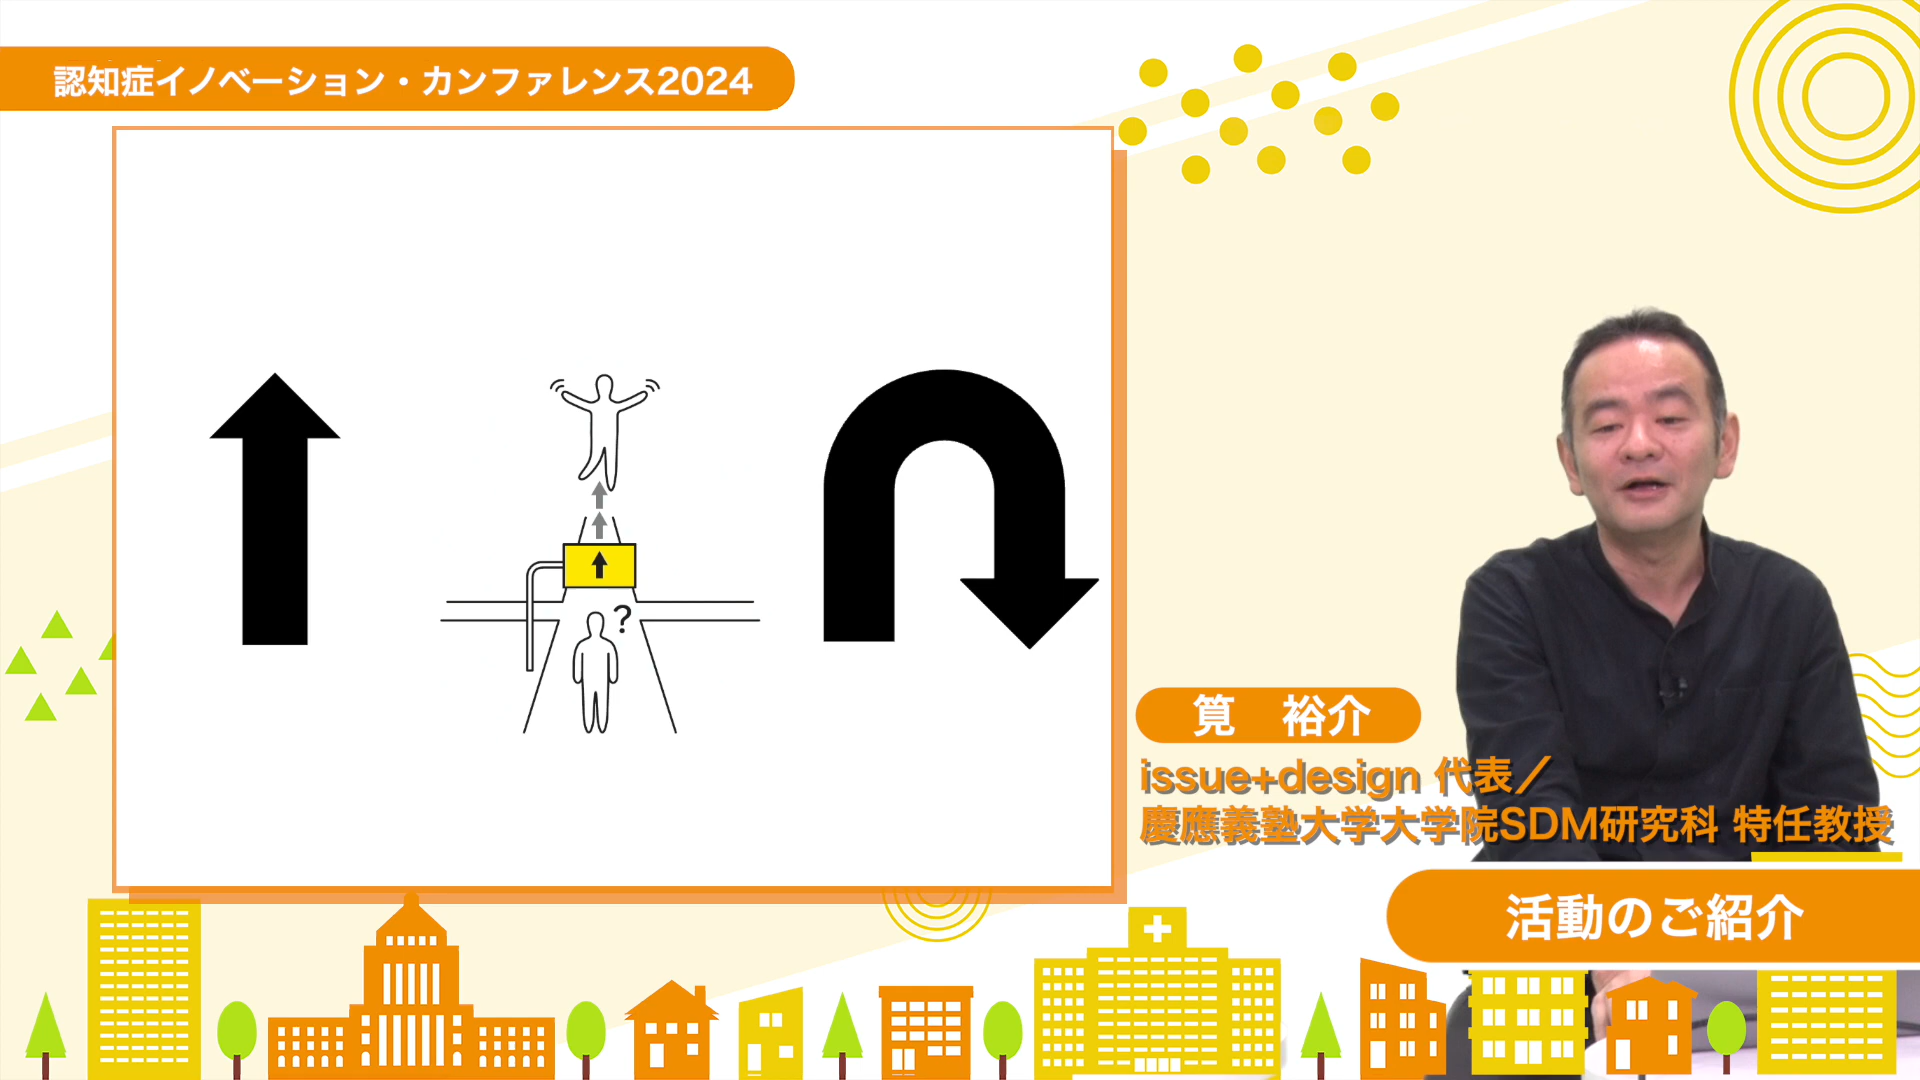 認知症イノベーション・カンファレンス2024
?
筧　裕介
issue+design 代表／
慶應義塾大学大学院SDM研究科 特任教授
活動のご紹介